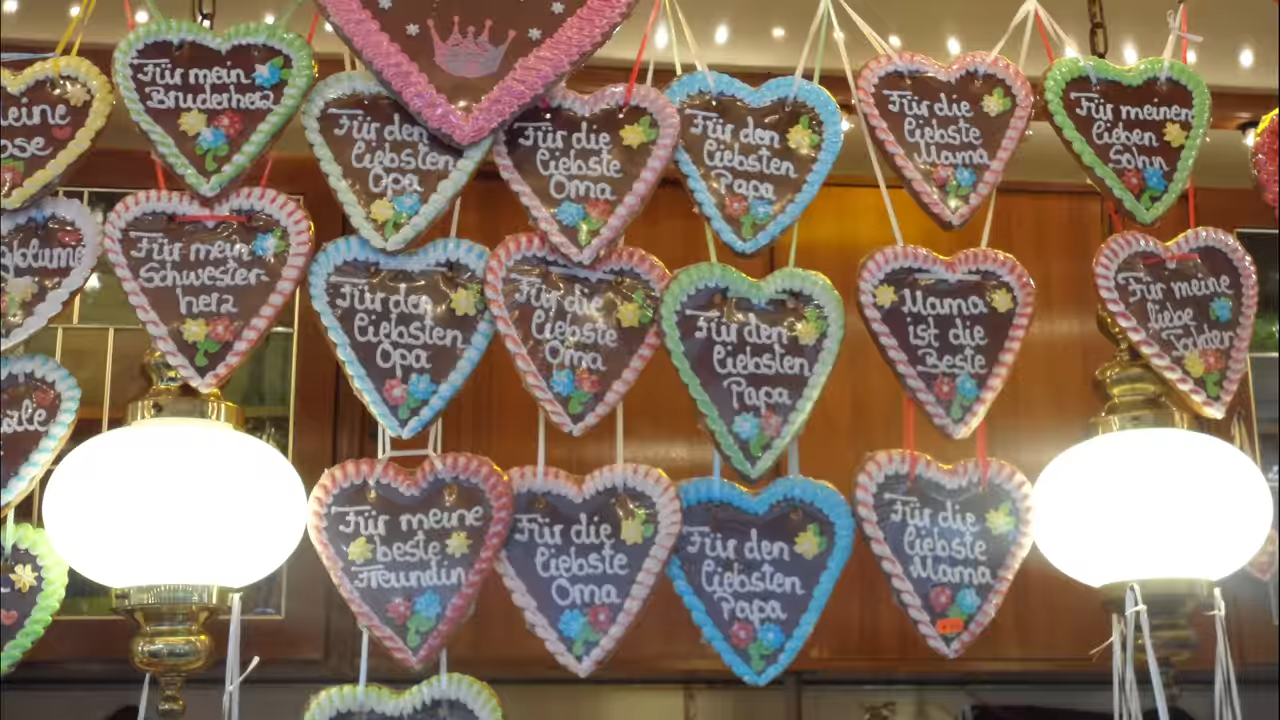 Für mein
Bruderherz
Für den
liebsten
Opa
Für die
liebste
Oma
Für den
liebsten
Papa
Für die
liebste
Mama
Für meinen
lieben
Sohn
Für mein
Schwester-
herz
Für den
liebsten
Opa
Für die
liebste
Oma
Für den
liebsten
Papa
Mama
ist die
Beste
Für meine
liebe
Für meine
beste
Freundin
Für die
liebste
Oma
Für den
liebsten
Papa
Für die
liebste
Mama